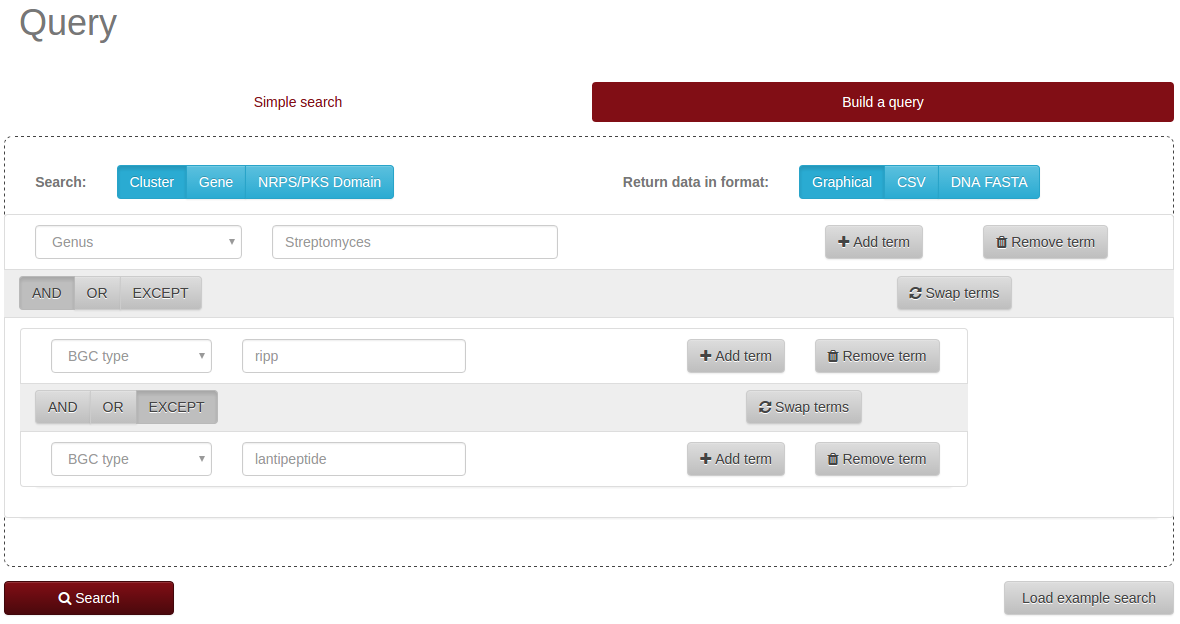 Query
Simple search Build a query
Search: Cluster Gene NRPS/PKS Domain Return data in format: Graphical CSV DNA FASTA
Genus Streptomyces Add term Remove term
AND OR EXCEPT Swap terms
BGC type ripp Add term Remove term
AND OR EXCEPT Swap terms
BGC type lantipeptide Add term Remove term
Search Load example search